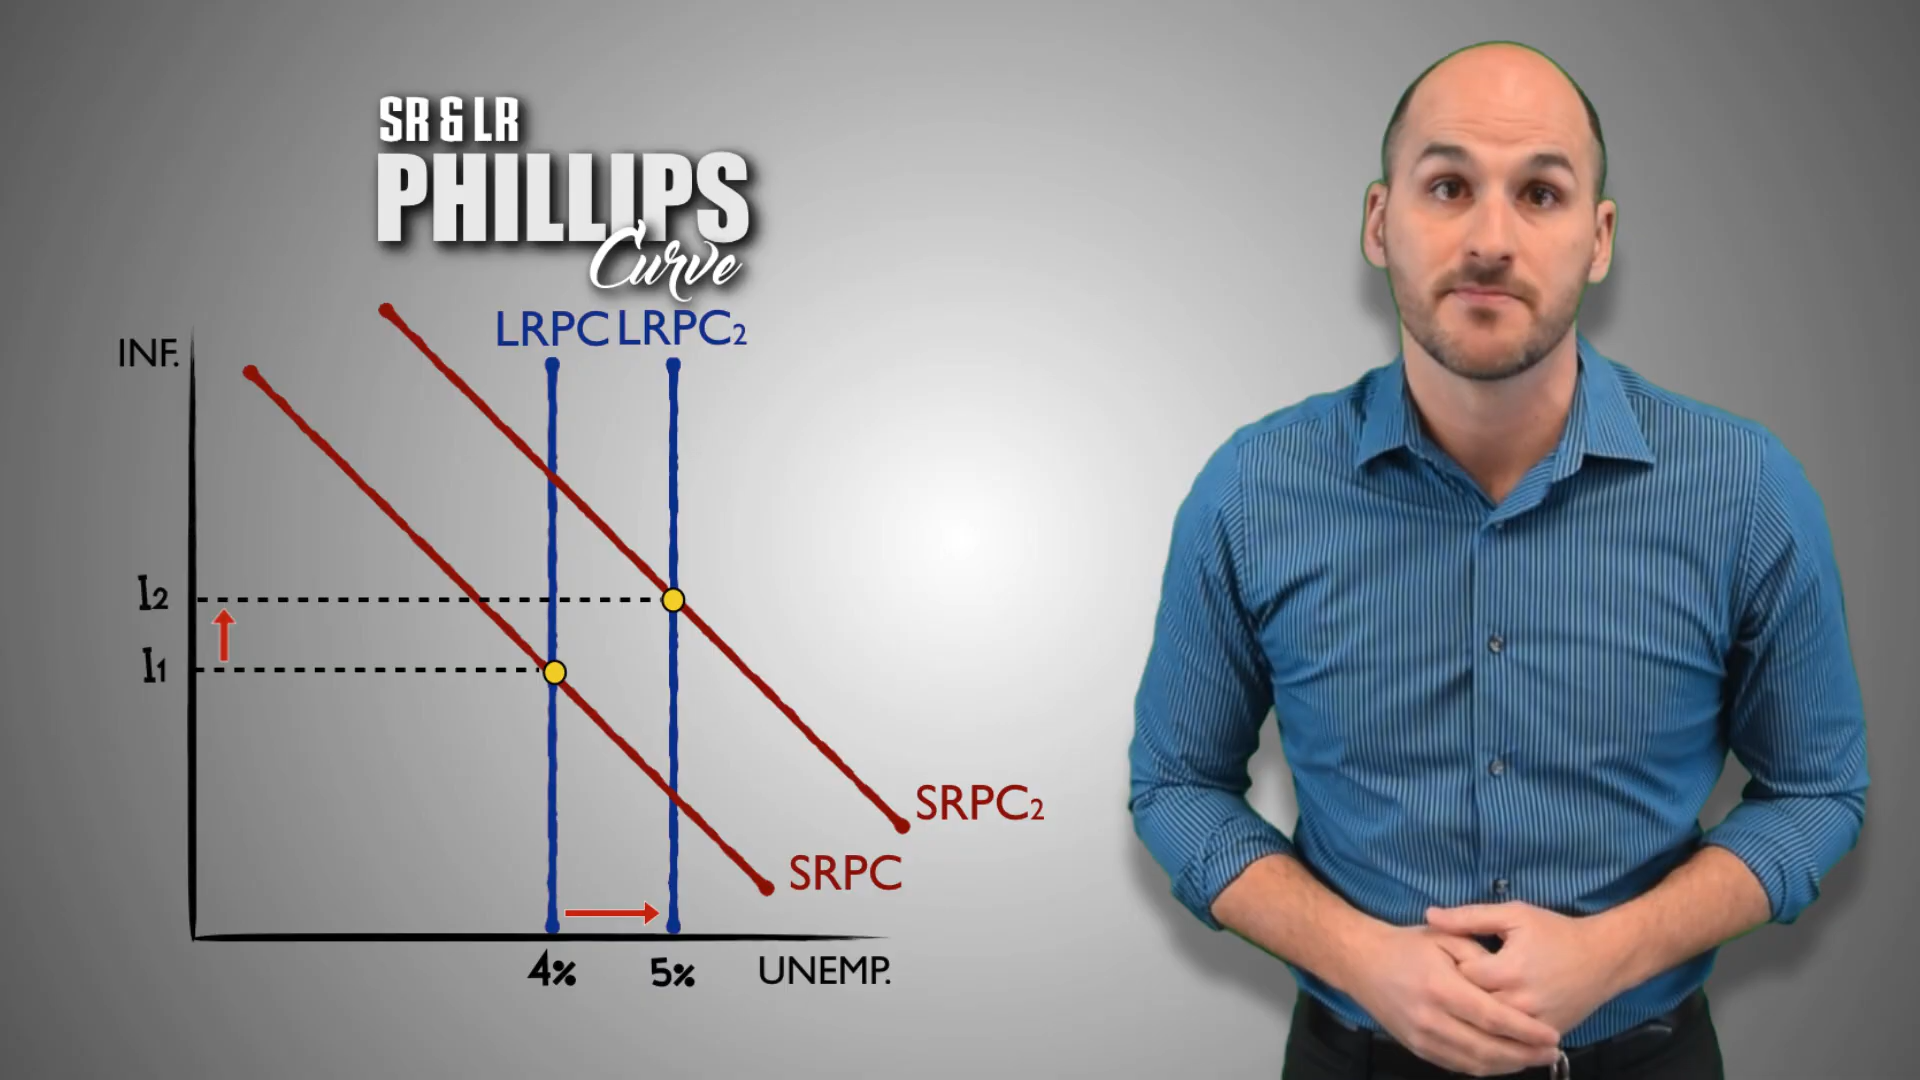 SR & LR
PHILLIPS
Curve
LRPC LRPC2
INF.
I2
I1
SRPC2
SRPC
4% 5% UNEMP.